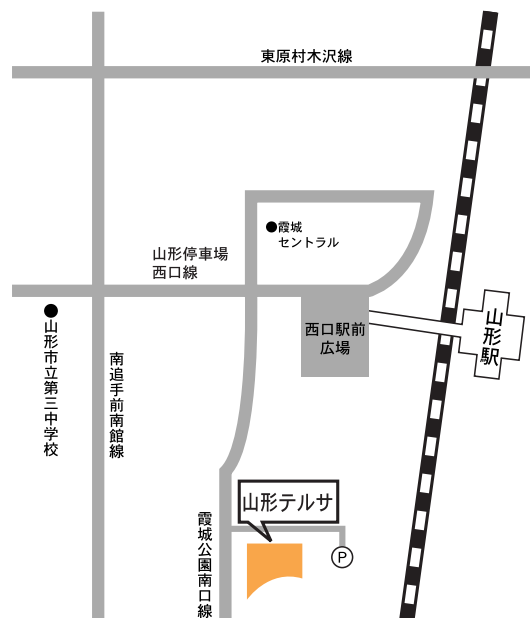 東原村木沢線
霞城
セントラル
山形停車場
西口線
西口駅前
広場
山形駅
山形市立第三中学校
南追手前南館線
山形テルサ
霞城公園南口線
P